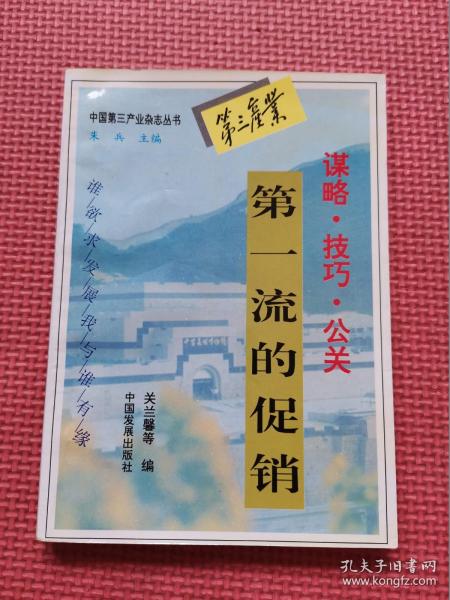 中国第三产业杂志丛书
朱兵 主编
第三產業
谋略·技巧·公关
第一流的促销
谁/欲/求/发/展/我/与/谁/有/缘
关兰馨等 编
中国发展出版社
孔夫子旧书网
www.kongfz.com